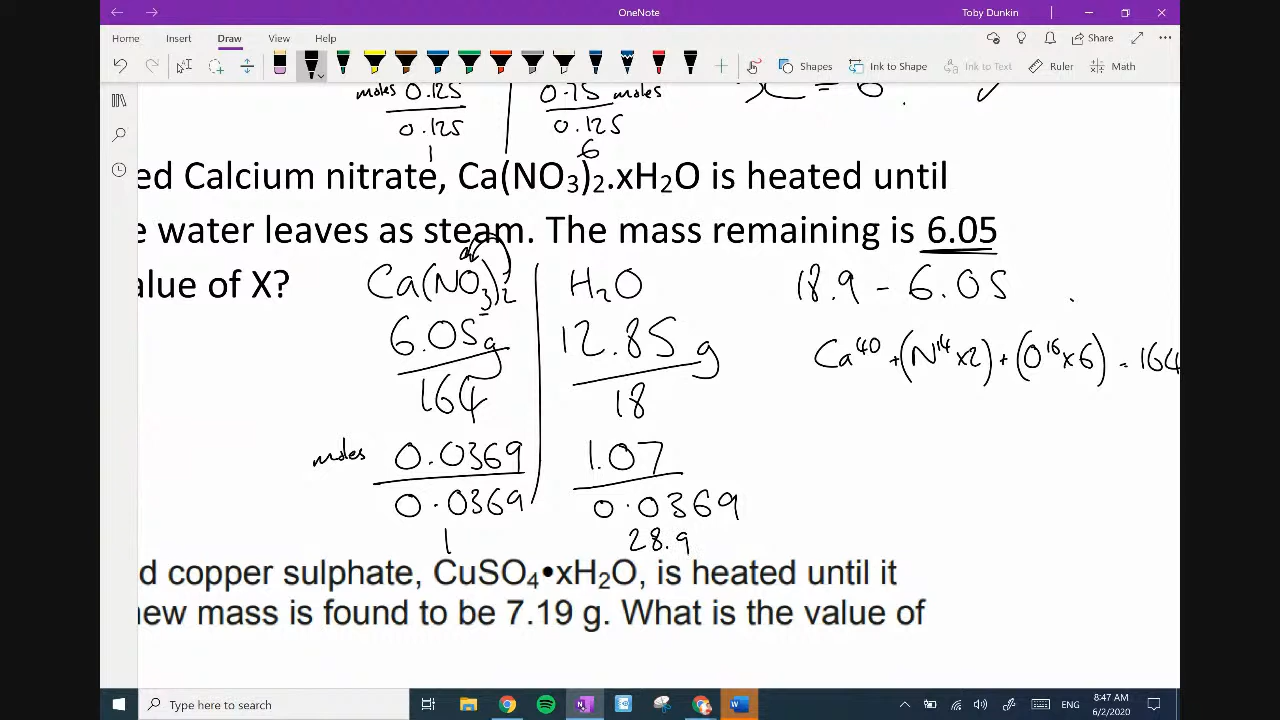 OneNote
Toby Dunkin
Home Insert Draw View Help
Share
Shapes Ink to Shape Ink to Text Ruler Math
moles 0.125 0.75 moles
0.125 0.125
1 6
x = 6
ed Calcium nitrate, Ca(NO3)2.xH2O is heated until
e water leaves as steam. The mass remaining is 6.05
alue of X?
Ca(NO3)2 H2O 18.9 - 6.05
6.05g 12.85g
164 18
Ca40 + (N14x2) + (O16x6) = 164
moles 0.0369 1.07
0.0369 0.0369
1 28.9
d copper sulphate, CuSO4•xH2O, is heated until it
new mass is found to be 7.19 g. What is the value of
Type here to search
ENG
8:47 AM
6/2/2020